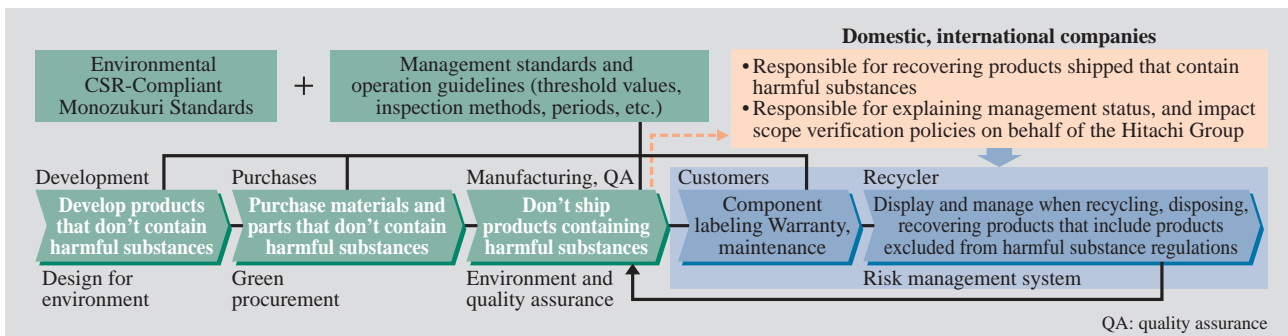 Environmental
CSR-Compliant
Monozukuri Standards
+
Management standards and
operation guidelines (threshold values,
inspection methods, periods, etc.)
Domestic, international companies
• Responsible for recovering products shipped that contain
harmful substances
• Responsible for explaining management status, and impact
scope verification policies on behalf of the Hitachi Group
Development
Develop products
that don't contain
harmful substances
Design for
environment
Purchases
Purchase materials and
parts that don't contain
harmful substances
Green
procurement
Manufacturing, QA
Don't ship
products containing
harmful substances
Environment and
quality assurance
Customers
Component
labeling Warranty,
maintenance
Recycler
Display and manage when recycling, disposing,
recovering products that include products
excluded from harmful substance regulations
Risk management system
QA: quality assurance